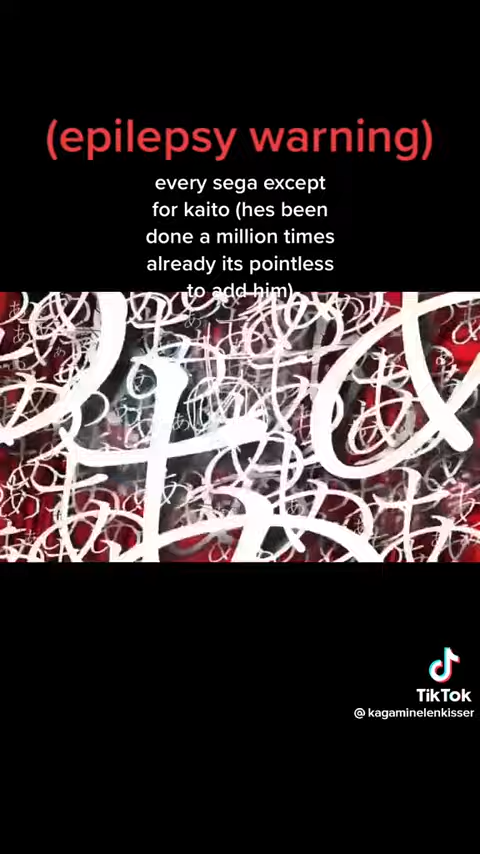 (epilepsy warning)
every sega except
for kaito (hes been
done a million times
already its pointless
to add him)
あ
TikTok
@kagaminelenkisser